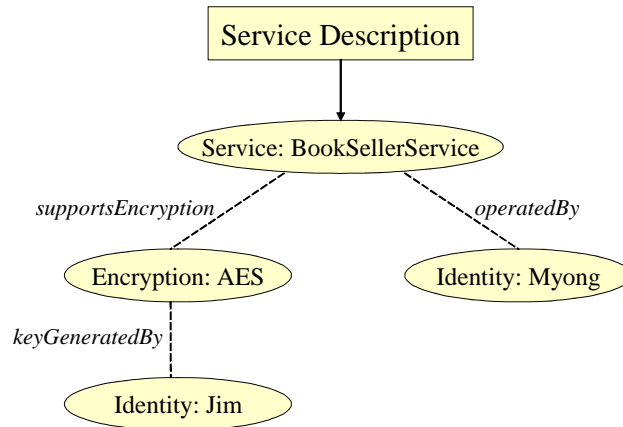 Service Description
Service: BookSellerService
supportsEncryption
operatedBy
Encryption: AES
Identity: Myong
keyGeneratedBy
Identity: Jim